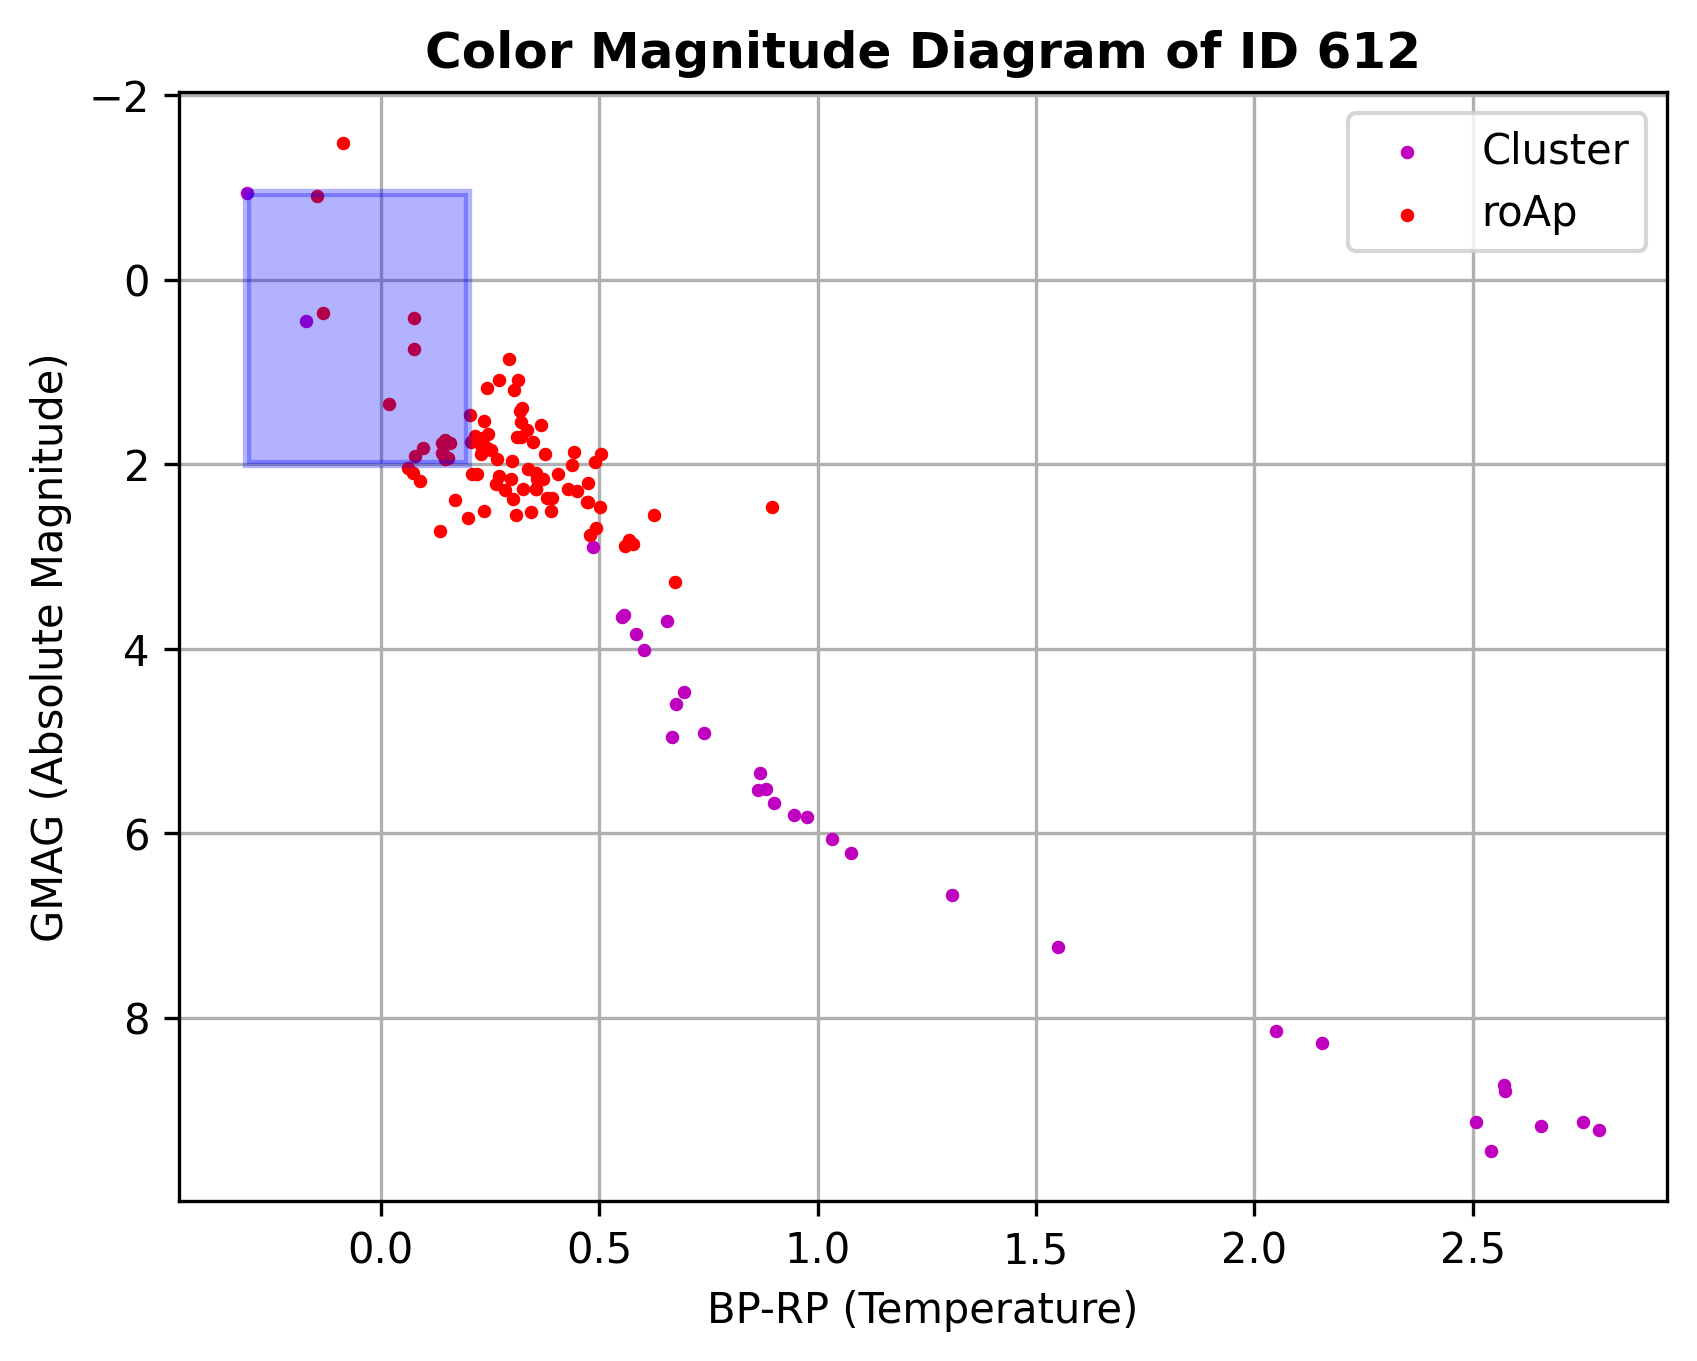 Color Magnitude Diagram of ID 612
Cluster
roAp
GMAG (Absolute Magnitude)
−2
0
2
4
6
8
0.0 0.5 1.0 1.5 2.0 2.5
BP-RP (Temperature)